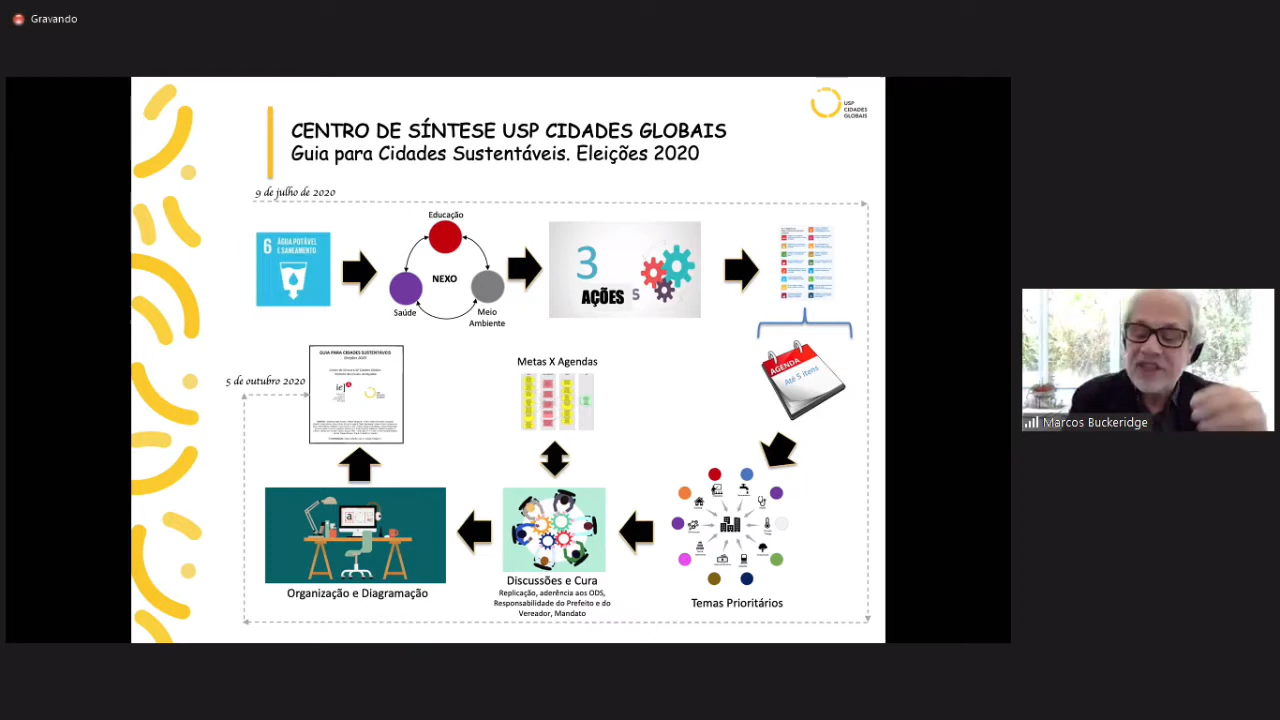 Gravando
USP
CIDADES
GLOBAIS
CENTRO DE SÍNTESE USP CIDADES GLOBAIS
Guia para Cidades Sustentáveis. Eleições 2020
9 de julho de 2020
6 ÁGUA POTÁVEL
E SANEAMENTO
Educação
NEXO
Saúde
Meio
Ambiente
3
AÇÕES 5
AGENDA
Até 5 itens
5 de outubro 2020
GUIA PARA CIDADES SUSTENTÁVEIS
Eleições 2020
Metas X Agendas
Organização e Diagramação
Discussões e Cura
Replicação, aderência aos ODS,
Responsabilidade do Prefeito e do
Vereador, Mandato
Temas Prioritários
Marcos Buckeridge